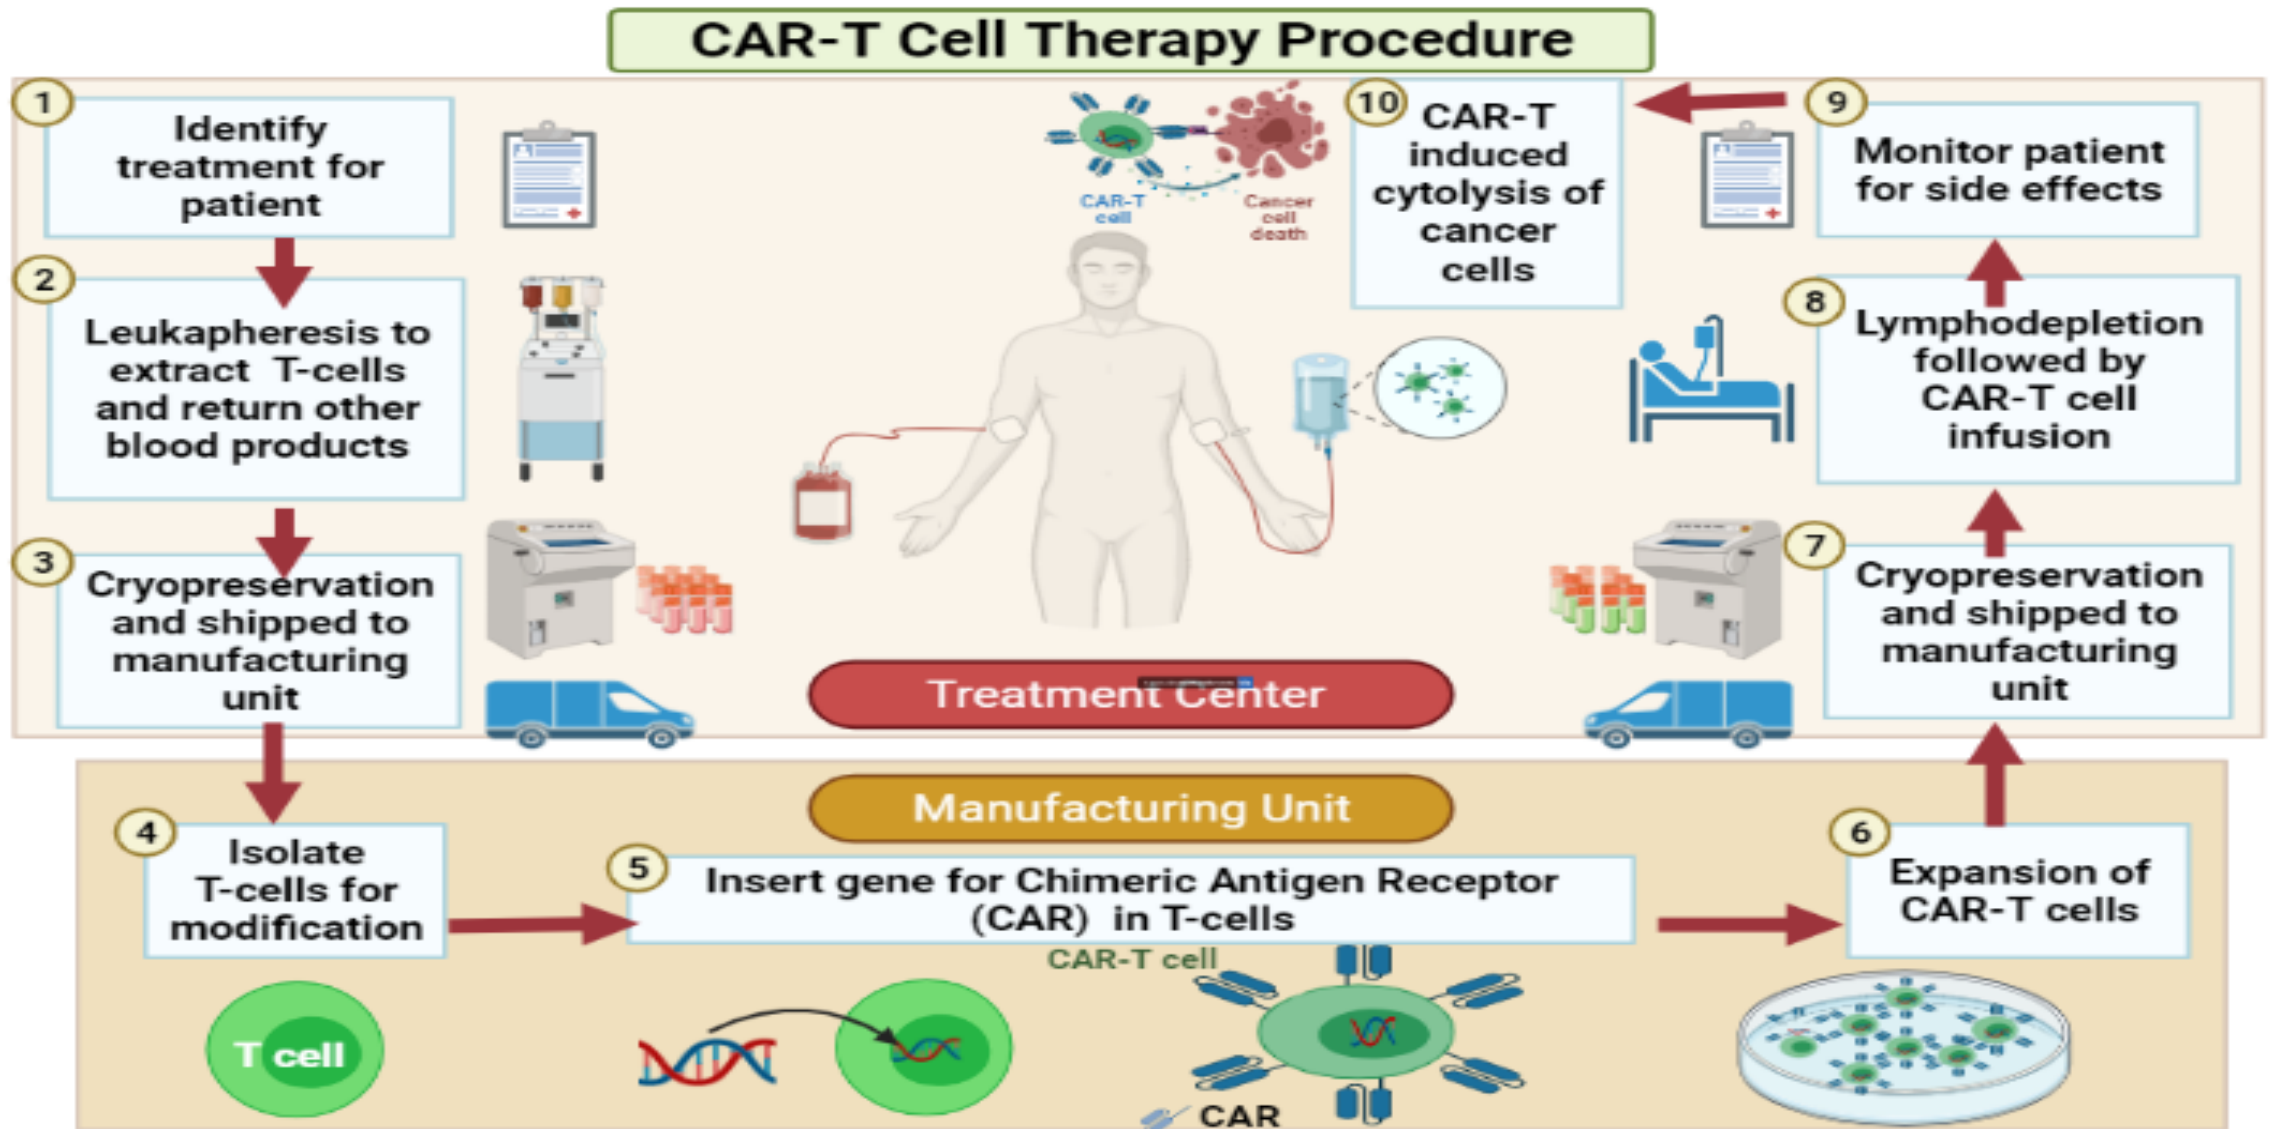 CAR-T Cell Therapy Procedure
1
Identify
treatment for
patient
2
Leukapheresis to
extract T-cells
and return other
blood products
3
Cryopreservation
and shipped to
manufacturing
unit
CAR-T
cell
Cancer
cell
death
10
CAR-T
induced
cytolysis of
cancer
cells
9
Monitor patient
for side effects
8
Lymphodepletion
followed by
CAR-T cell
infusion
7
Cryopreservation
and shipped to
manufacturing
unit
Treatment Center
Manufacturing Unit
4
Isolate
T-cells for
modification
5
Insert gene for Chimeric Antigen Receptor
(CAR) in T-cells
6
Expansion of
CAR-T cells
T cell
CAR-T cell
CAR